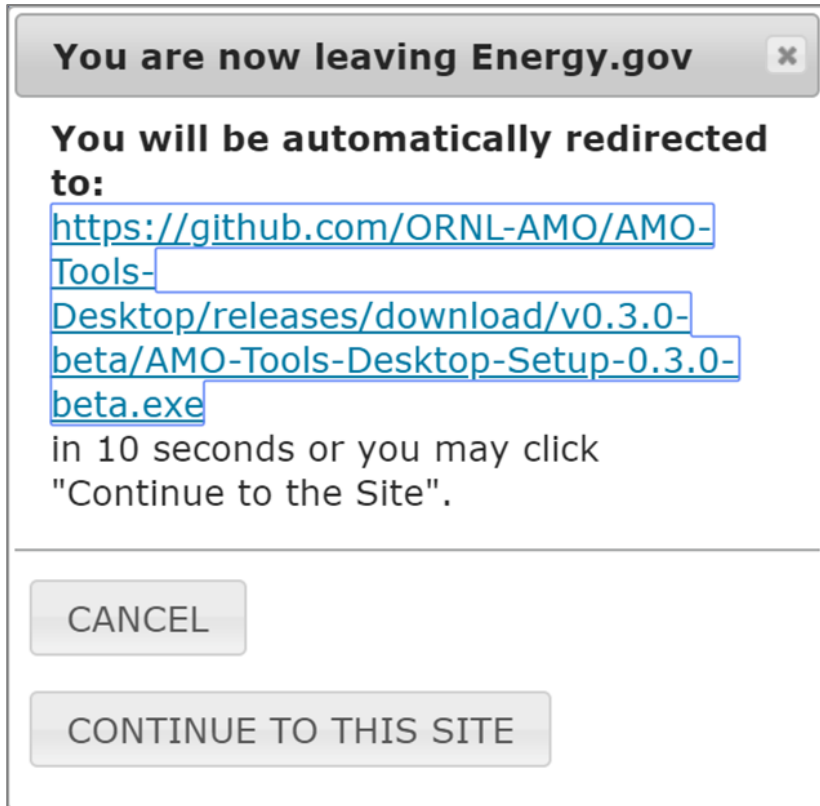 You are now leaving Energy.gov
You will be automatically redirected
to:
https://github.com/ORNL-AMO/AMO-
Tools-
Desktop/releases/download/v0.3.0-
beta/AMO-Tools-Desktop-Setup-0.3.0-
beta.exe
in 10 seconds or you may click
"Continue to the Site".
CANCEL
CONTINUE TO THIS SITE